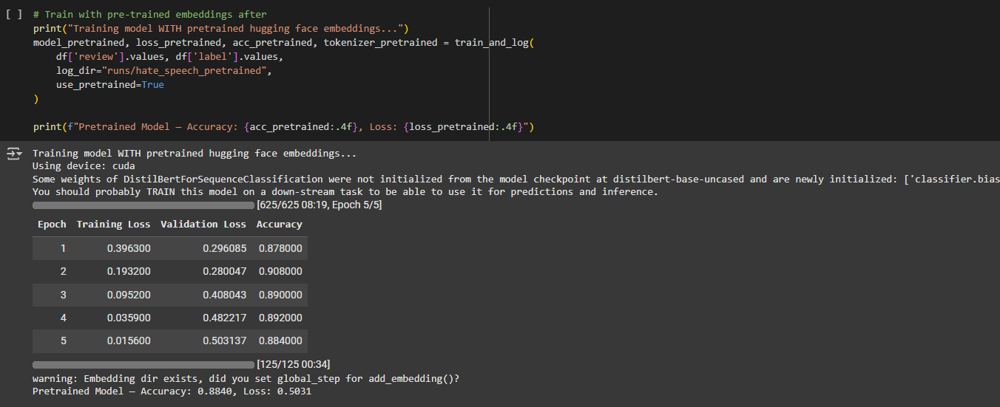 [ ] # Train with pre-trained embeddings after
print("Training model WITH pretrained hugging face embeddings...")
model_pretrained, loss_pretrained, acc_pretrained, tokenizer_pretrained = train_and_log(
    df['review'].values, df['label'].values,
    log_dir="runs/hate_speech_pretrained",
    use_pretrained=True
)
print(f"Pretrained Model — Accuracy: {acc_pretrained:.4f}, Loss: {loss_pretrained:.4f}")
Training model WITH pretrained hugging face embeddings...
Using device: cuda
Some weights of DistilBertForSequenceClassification were not initialized from the model checkpoint at distilbert-base-uncased and are newly initialized: ['classifier.bias
You should probably TRAIN this model on a down-stream task to be able to use it for predictions and inference.
[625/625 08:19, Epoch 5/5]
Epoch Training Loss Validation Loss Accuracy
1 0.396300 0.296085 0.878000
2 0.193200 0.280047 0.908000
3 0.095200 0.408043 0.890000
4 0.035900 0.482217 0.892000
5 0.015600 0.503137 0.884000
[125/125 00:34]
warning: Embedding dir exists, did you set global_step for add_embedding()?
Pretrained Model — Accuracy: 0.8840, Loss: 0.5031